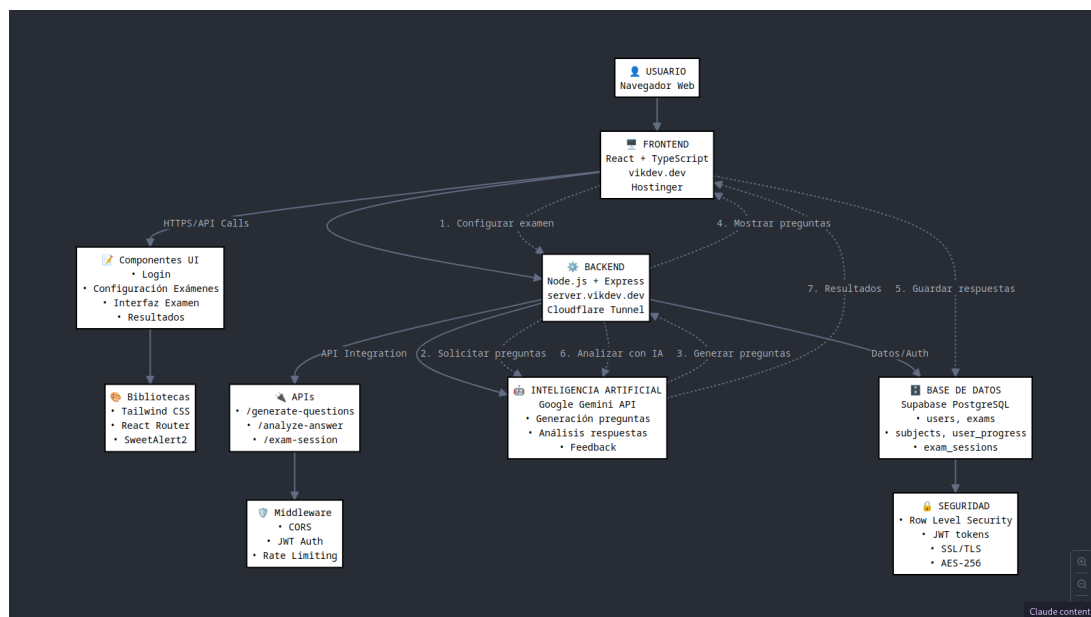 👤 USUARIO
Navegador Web
🖥️ FRONTEND
React + TypeScript
vikdev.dev
Hostinger
HTTPS/API Calls
1. Configurar examen
4. Mostrar preguntas
📝 Componentes UI
• Login
• Configuración Exámenes
• Interfaz Examen
• Resultados
⚙️ BACKEND
Node.js + Express
server.vikdev.dev
Cloudflare Tunnel
7. Resultados
5. Guardar respuestas
API Integration
2. Solicitar preguntas
6. Analizar con IA
3. Generar preguntas
Datos/Auth
🎨 Bibliotecas
• Tailwind CSS
• React Router
• SweetAlert2
🔌 APIs
• /generate-questions
• /analyze-answer
• /exam-session
🤖 INTELIGENCIA ARTIFICIAL
Google Gemini API
• Generación preguntas
• Análisis respuestas
• Feedback
🗄️ BASE DE DATOS
Supabase PostgreSQL
• users, exams
• subjects, user_progress
• exam_sessions
🛡️ Middleware
• CORS
• JWT Auth
• Rate Limiting
🔒 SEGURIDAD
• Row Level Security
• JWT tokens
• SSL/TLS
• AES-256
Claude content